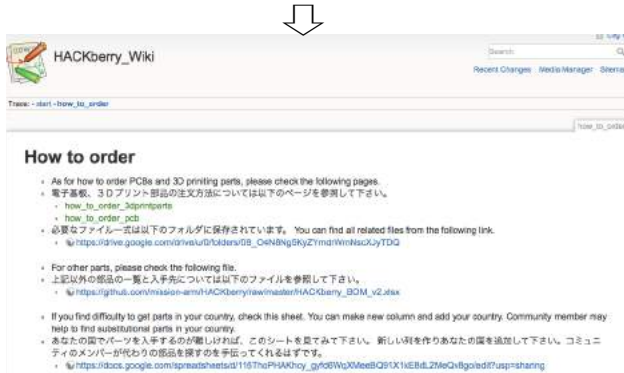 HACKberry_Wiki
Search
Recent Changes Media Manager
Trace: • start • how_to_order
how_to_order
How to order
As for how to order PCBs and 3D priniting parts, please check the following pages.
電子基板、3Dプリント部品の注文方法については以下のページを参照して下さい。
how_to_order_3dprintparts
how_to_order_pcb
必要なファイル一式は以下のフォルダに保存されています。 You can find all related files from the following link.
For other parts, please check the following file.
上記以外の部品の一覧と入手先については以下のファイルを参照して下さい。
https://github.com/mission-arm/HACKberry/raw/master/HACKberry_BOM_v2.xlsx
If you find difficulty to get parts in your country, check this sheet. You can make new column and add your country. Community member may
help to find substitutional parts in your country.
あなたの国でパーツを入手するのが難しければ、このシートを見てみて下さい。 新しい列を作りあなたの国を追加して下さい。コミュニ
ティのメンバーが代わりの部品を探すのを手伝ってくれるはずです。